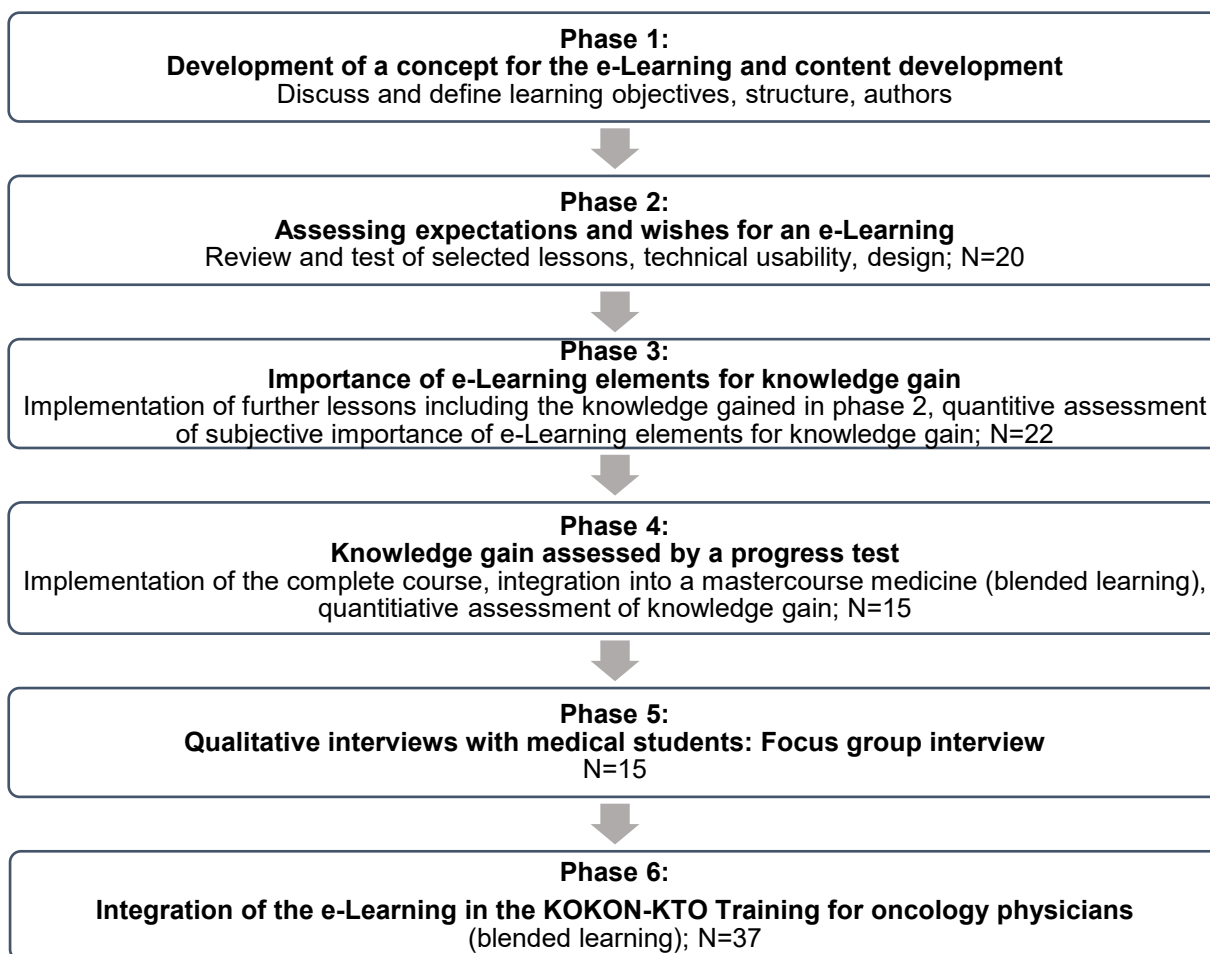 Phase 1:
Development of a concept for the e-Learning and content development
Discuss and define learning objectives, structure, authors
Phase 2:
Assessing expectations and wishes for an e-Learning
Review and test of selected lessons, technical usability, design; N=20
Phase 3:
Importance of e-Learning elements for knowledge gain
Implementation of further lessons including the knowledge gained in phase 2, quantitive assessment
of subjective importance of e-Learning elements for knowledge gain; N=22
Phase 4:
Knowledge gain assessed by a progress test
Implementation of the complete course, integration into a mastercourse medicine (blended learning),
quantitiative assessment of knowledge gain; N=15
Phase 5:
Qualitative interviews with medical students: Focus group interview
N=15
Phase 6:
Integration of the e-Learning in the KOKON-KTO Training for oncology physicians
(blended learning); N=37